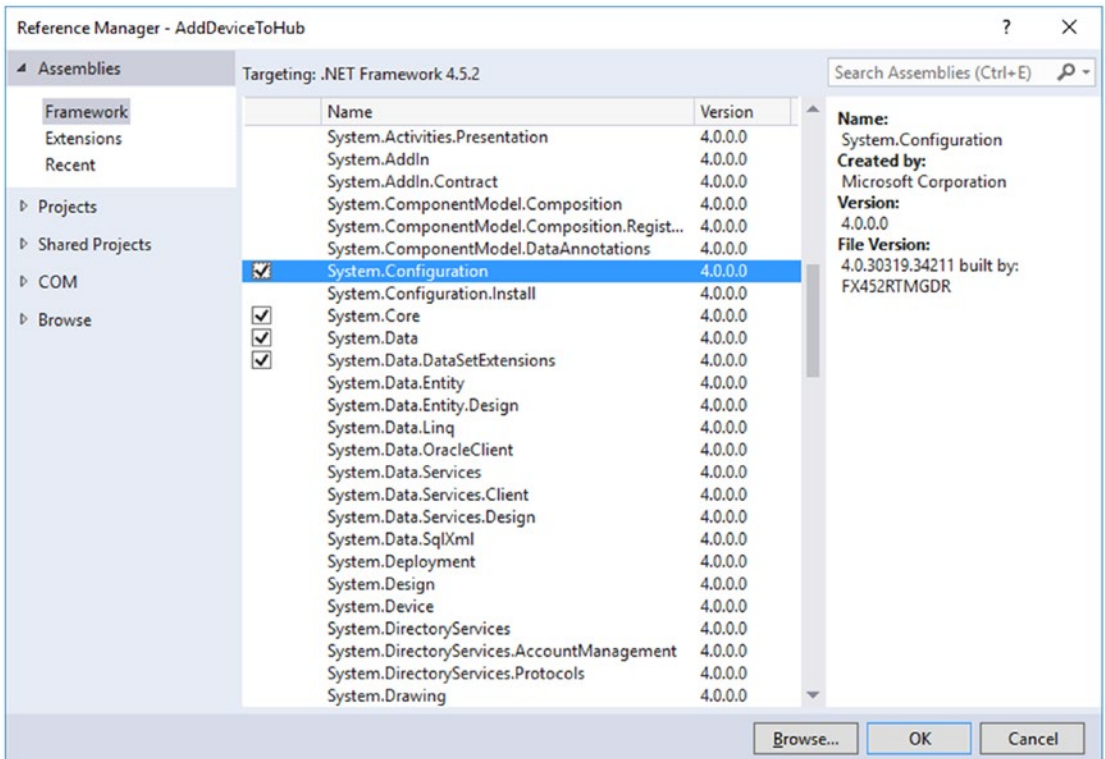 Reference Manager - AddDeviceToHub
Assemblies
Framework
Extensions
Recent
Projects
Shared Projects
COM
Browse
Targeting: .NET Framework 4.5.2
Search Assemblies (Ctrl+E)
Name Version
System.Activities.Presentation 4.0.0.0
System.AddIn 4.0.0.0
System.AddIn.Contract 4.0.0.0
System.ComponentModel.Composition 4.0.0.0
System.ComponentModel.Composition.Regist... 4.0.0.0
System.ComponentModel.DataAnnotations 4.0.0.0
System.Configuration 4.0.0.0
System.Configuration.Install 4.0.0.0
System.Core 4.0.0.0
System.Data 4.0.0.0
System.Data.DataSetExtensions 4.0.0.0
System.Data.Entity 4.0.0.0
System.Data.Entity.Design 4.0.0.0
System.Data.Linq 4.0.0.0
System.Data.OracleClient 4.0.0.0
System.Data.Services 4.0.0.0
System.Data.Services.Client 4.0.0.0
System.Data.Services.Design 4.0.0.0
System.Data.SqlXml 4.0.0.0
System.Deployment 4.0.0.0
System.Design 4.0.0.0
System.Device 4.0.0.0
System.DirectoryServices 4.0.0.0
System.DirectoryServices.AccountManagement 4.0.0.0
System.DirectoryServices.Protocols 4.0.0.0
System.Drawing 4.0.0.0
Name:
System.Configuration
Created by:
Microsoft Corporation
Version:
4.0.0.0
File Version:
4.0.30319.34211 built by:
FX452RTMGDR
Browse... OK Cancel